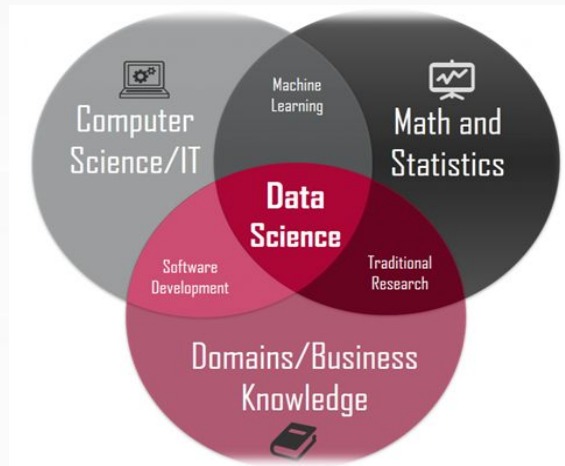 Computer
Science/IT
Machine
Learning
Math and
Statistics
Data
Science
Software
Development
Traditional
Research
Domains/Business
Knowledge